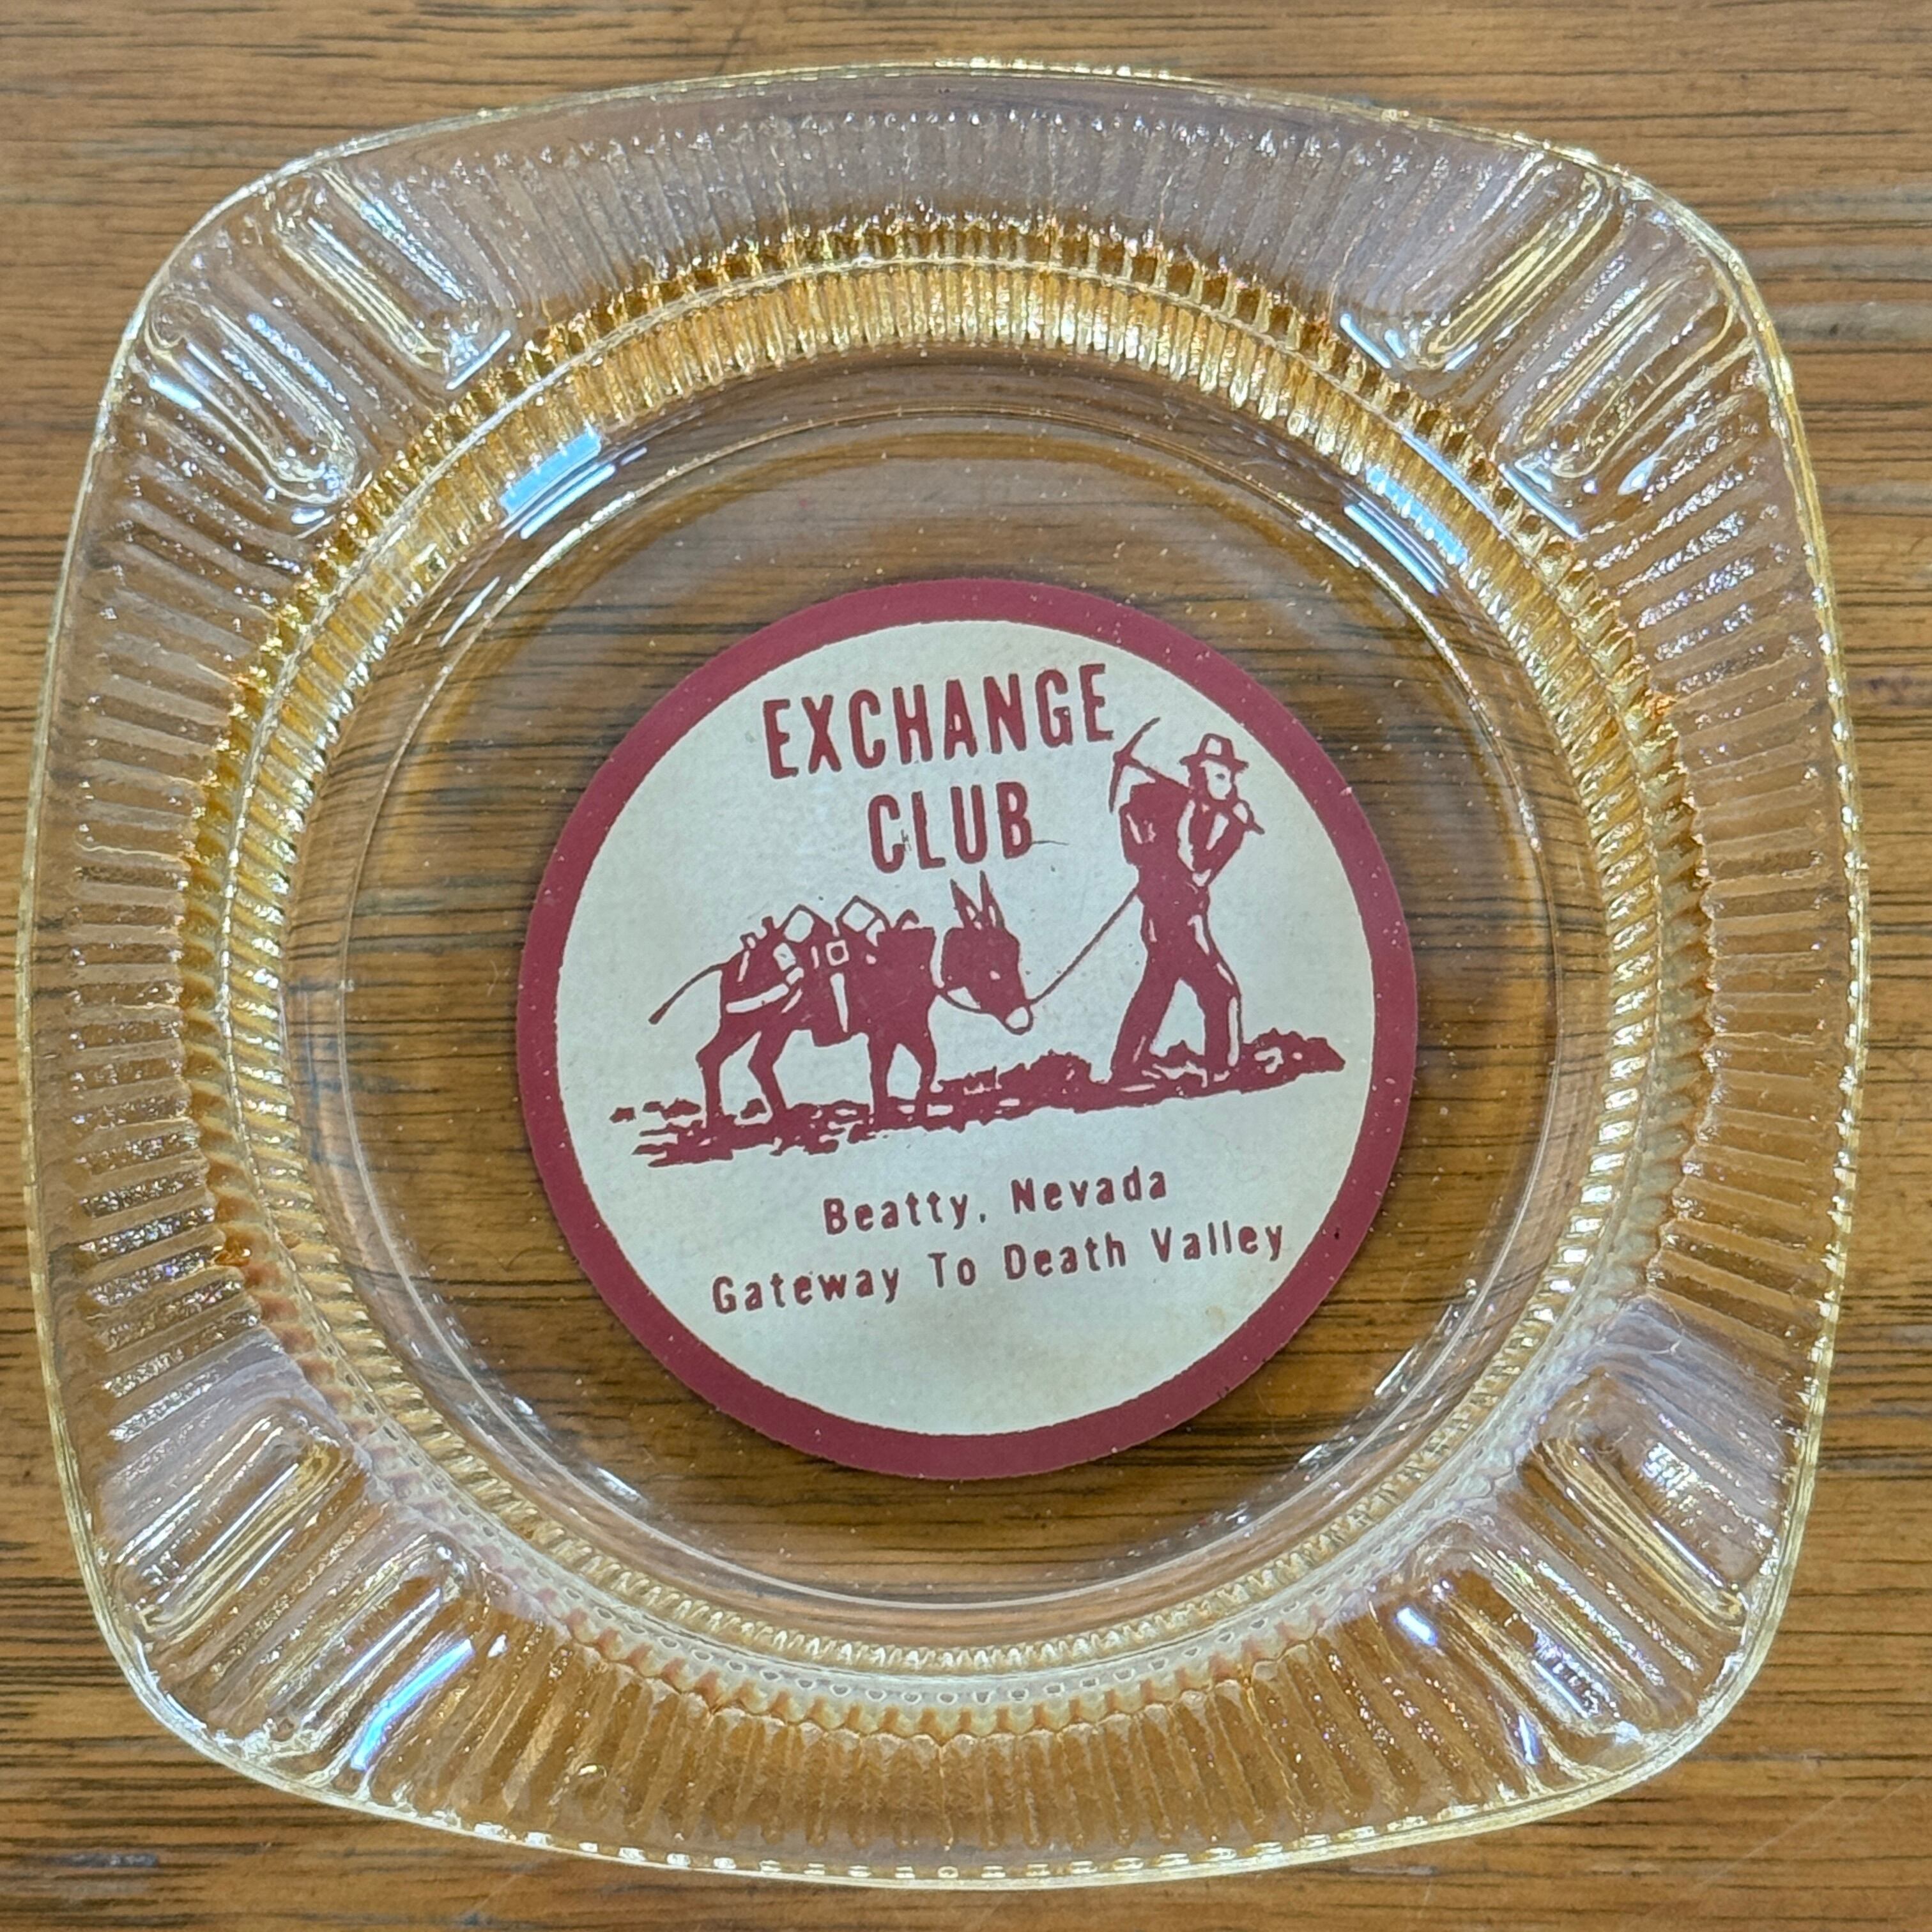 EXCHANGE
CLUB
Beatty, Nevada
Gateway To Death Valley